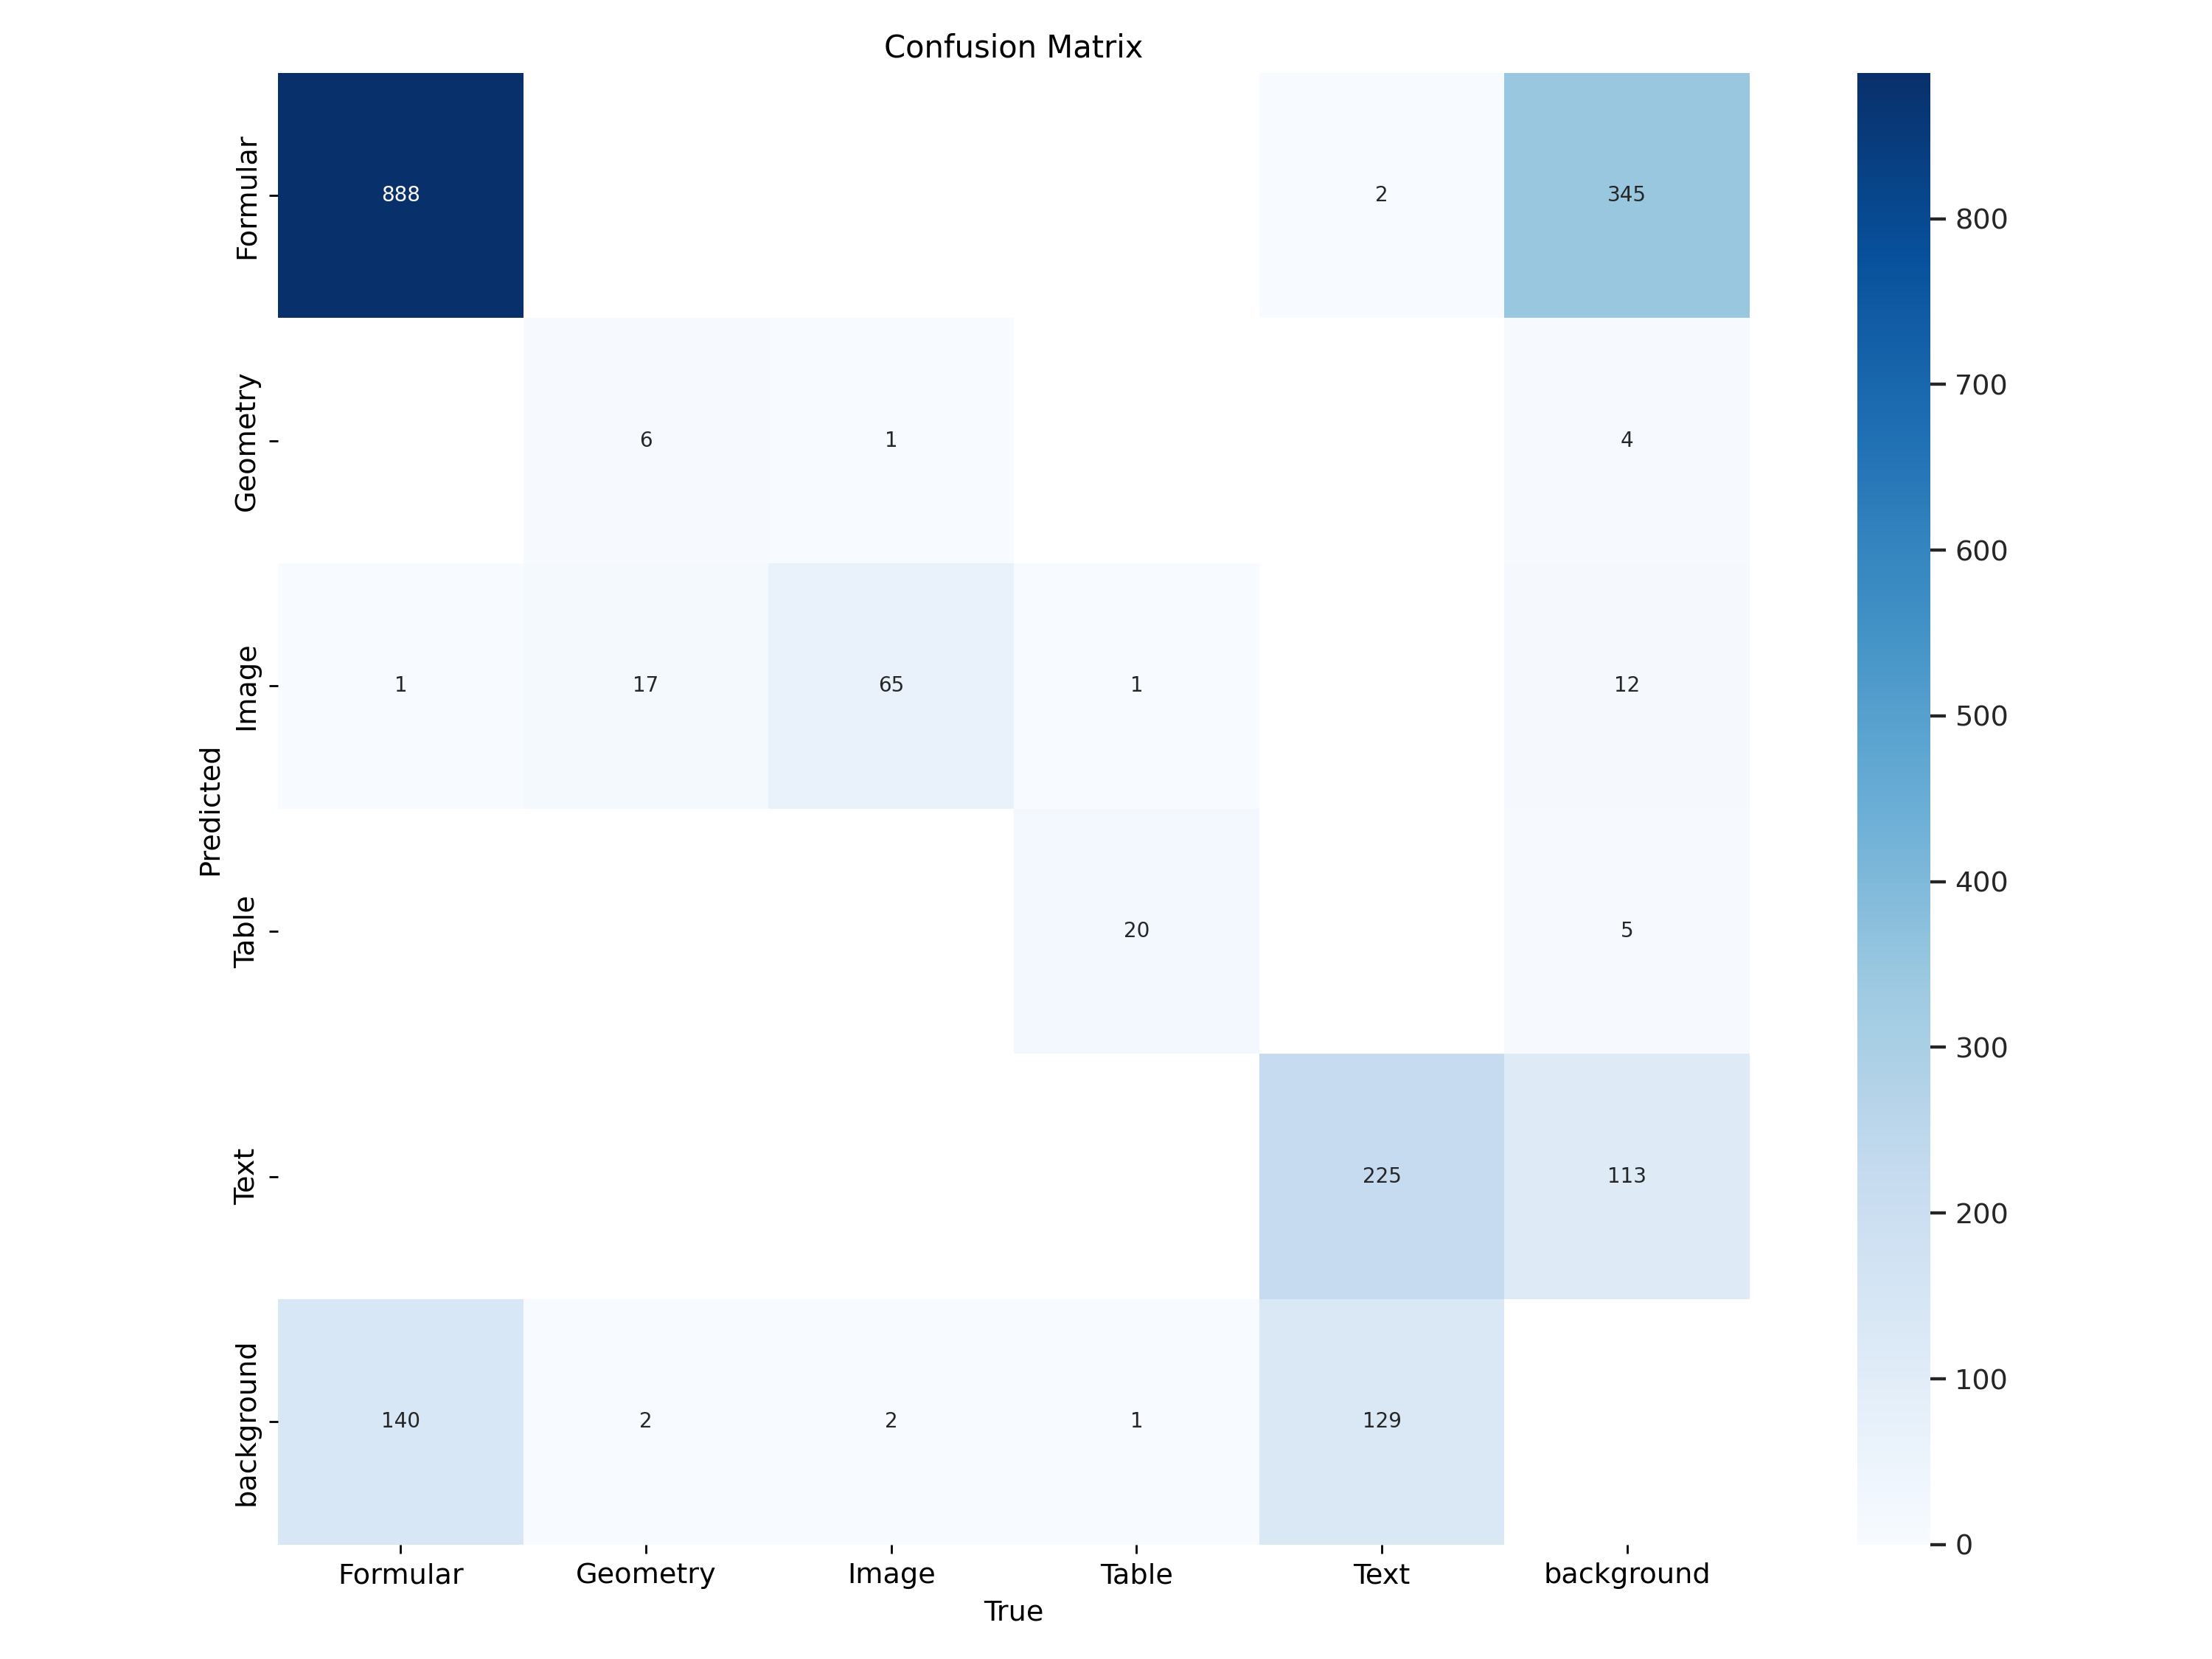 Confusion Matrix
Formular
888
2
345
800
700
Geometry
6
1
4
600
Image
1
17
65
1
12
500
Predicted
Table
20
5
400
300
Text
225
113
200
background
140
2
2
1
129
100
0
Formular Geometry Image Table Text background
True